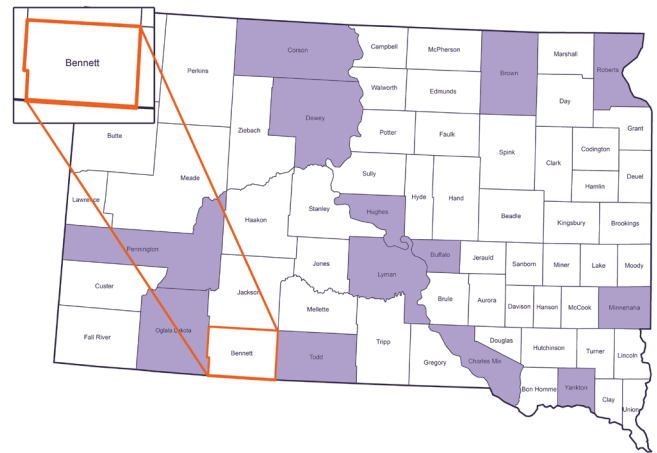 Bennett
Corson
Campbell
McPherson
Brown
Marshall
Roberts
Perkins
Walworth
Edmunds
Day
Dewey
Ziebach
Butte
Potter
Faulk
Spink
Clark
Codington
Grant
Meade
Sully
Hyde
Hand
Hamlin
Deuel
Lawrence
Haakon
Stanley
Hughes
Beadle
Kingsbury
Brookings
Pennington
Jones
Lyman
Buffalo
Jerauld
Sanborn
Miner
Lake
Moody
Custer
Jackson
Mellette
Brule
Aurora
Davison
Hanson
McCook
Minnehaha
Fall River
Oglala Lakota
Bennett
Todd
Tripp
Gregory
Charles Mix
Douglas
Hutchinson
Turner
Lincoln
Bon Homme
Yankton
Clay
Union